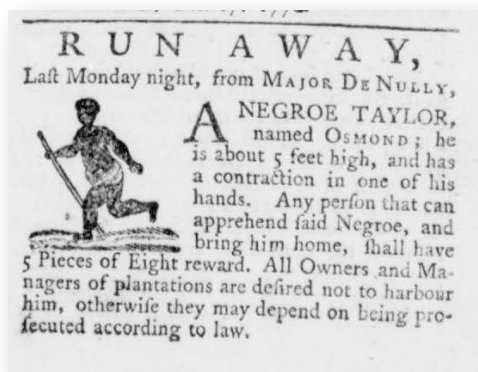 RUN AWAY,
Laſt Monday night, from MAJOR DE NULLY,
A NEGROE TAYLOR,
named OSMOND; he
is about 5 feet high, and has
a contraction in one of his
hands. Any perſon that can
apprehend ſaid Negroe, and
bring him home, ſhall have
5 Pieces of Eight reward. All Owners and Ma-
nagers of plantations are deſired not to harbour
him, otherwiſe they may depend on being pro-
ſecuted according to law.